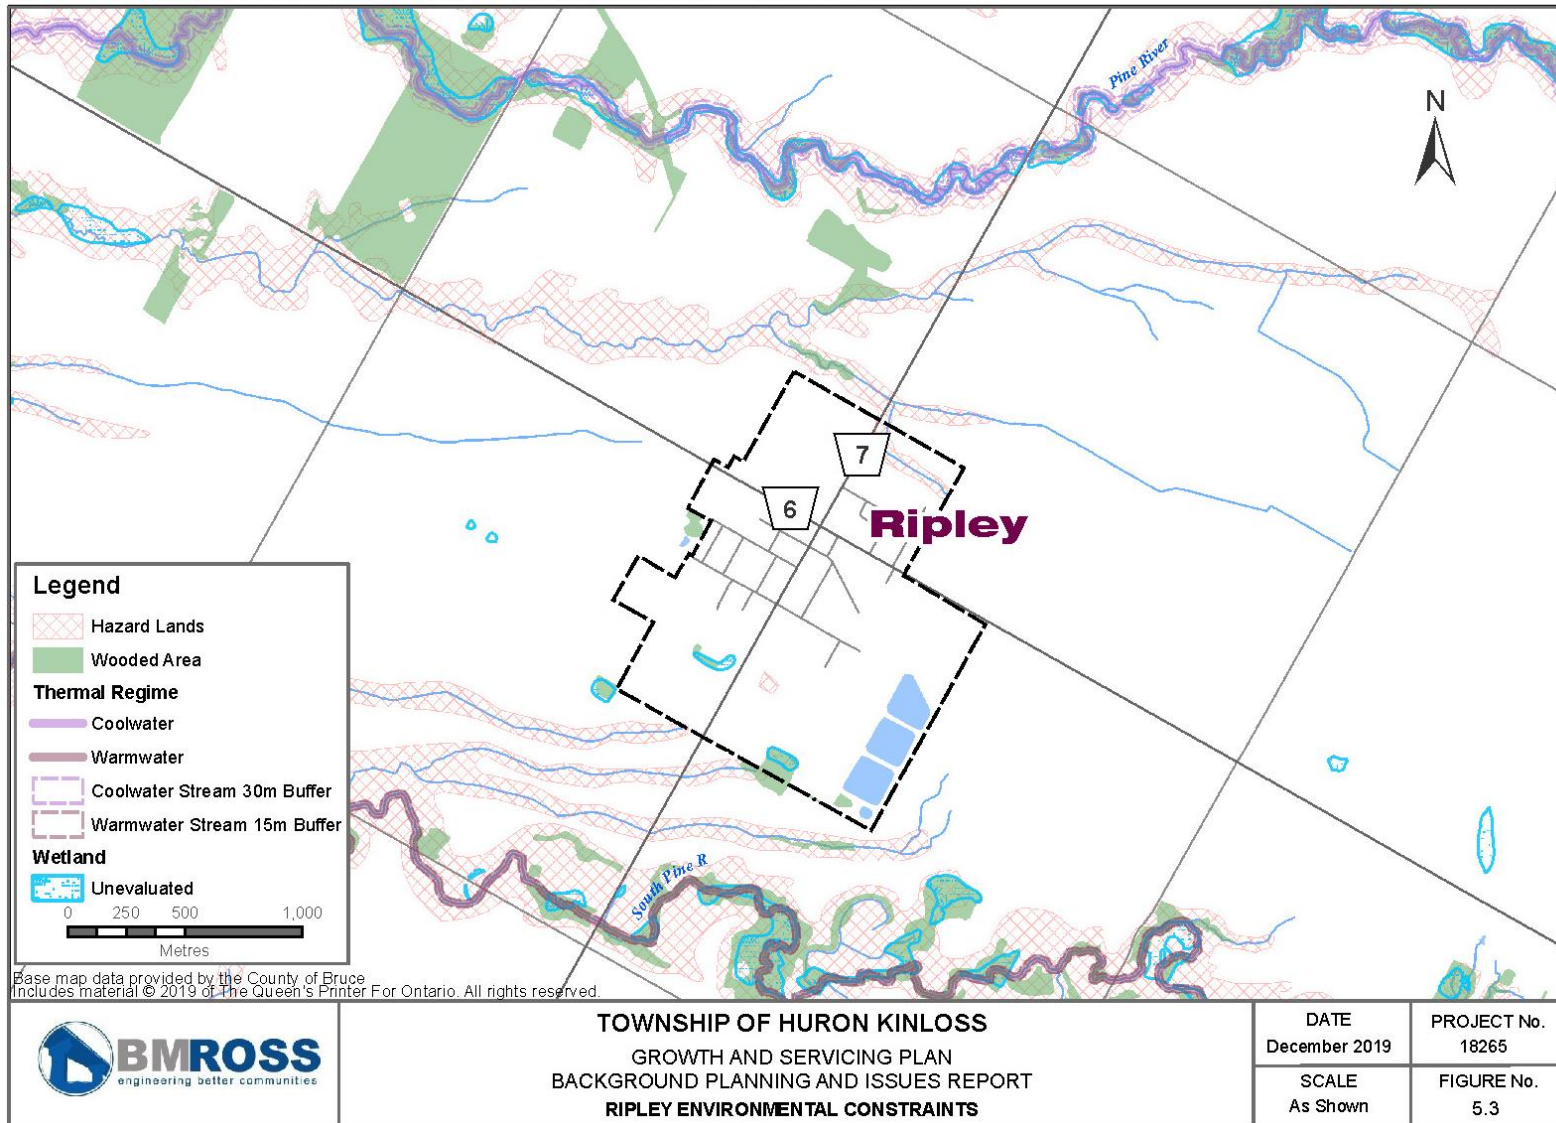 Pine River
N
7
6
Ripley
Legend
Hazard Lands
Wooded Area
Thermal Regime
Coolwater
Warmwater
Coolwater Stream 30m Buffer
Warmwater Stream 15m Buffer
Wetland
Unevaluated
0 250 500 1,000
Metres
South Pine R
Base map data provided by the County of Bruce
Includes material © 2019 of The Queen's Printer For Ontario. All rights reserved.
BMROSS
engineering better communities
TOWNSHIP OF HURON KINLOSS
GROWTH AND SERVICING PLAN
BACKGROUND PLANNING AND ISSUES REPORT
RIPLEY ENVIRONMENTAL CONSTRAINTS
DATE
December 2019
PROJECT No.
18265
SCALE
As Shown
FIGURE No.
5.3